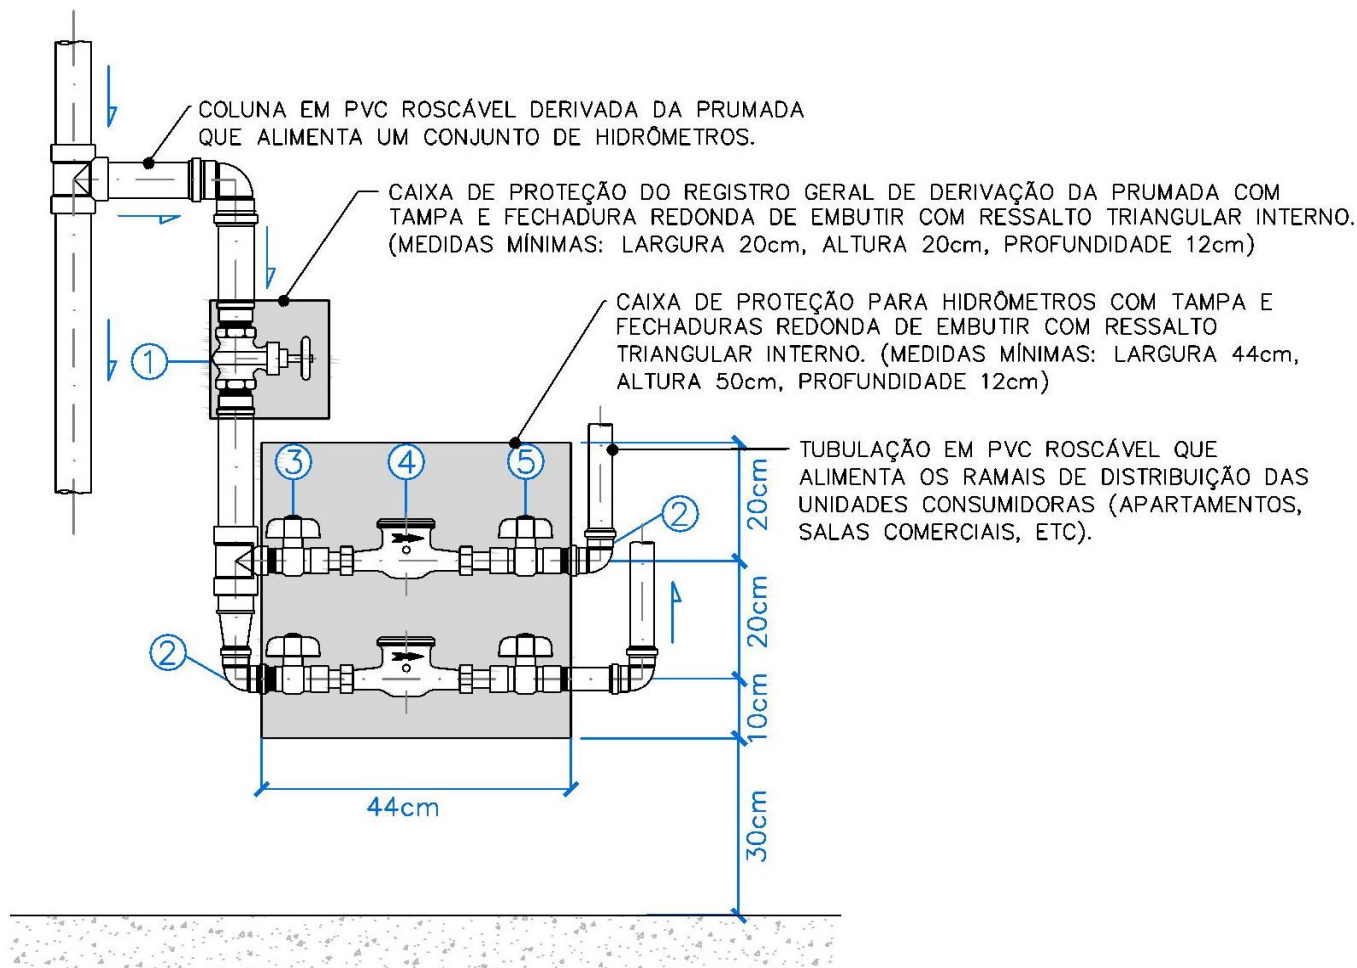 COLUNA EM PVC ROSCÁVEL DERIVADA DA PRUMADA
QUE ALIMENTA UM CONJUNTO DE HIDRÔMETROS.
CAIXA DE PROTEÇÃO DO REGISTRO GERAL DE DERIVAÇÃO DA PRUMADA COM
TAMPA E FECHADURA REDONDA DE EMBUTIR COM RESSALTO TRIANGULAR INTERNO.
(MEDIDAS MÍNIMAS: LARGURA 20cm, ALTURA 20cm, PROFUNDIDADE 12cm)
CAIXA DE PROTEÇÃO PARA HIDRÔMETROS COM TAMPA E
FECHADURAS REDONDA DE EMBUTIR COM RESSALTO
TRIANGULAR INTERNO. (MEDIDAS MÍNIMAS: LARGURA 44cm,
ALTURA 50cm, PROFUNDIDADE 12cm)
1
TUBULAÇÃO EM PVC ROSCÁVEL QUE
ALIMENTA OS RAMAIS DE DISTRIBUIÇÃO DAS
UNIDADES CONSUMIDORAS (APARTAMENTOS,
SALAS COMERCIAIS, ETC).
3
4
5
2
2
20cm
20cm
10cm
30cm
44cm